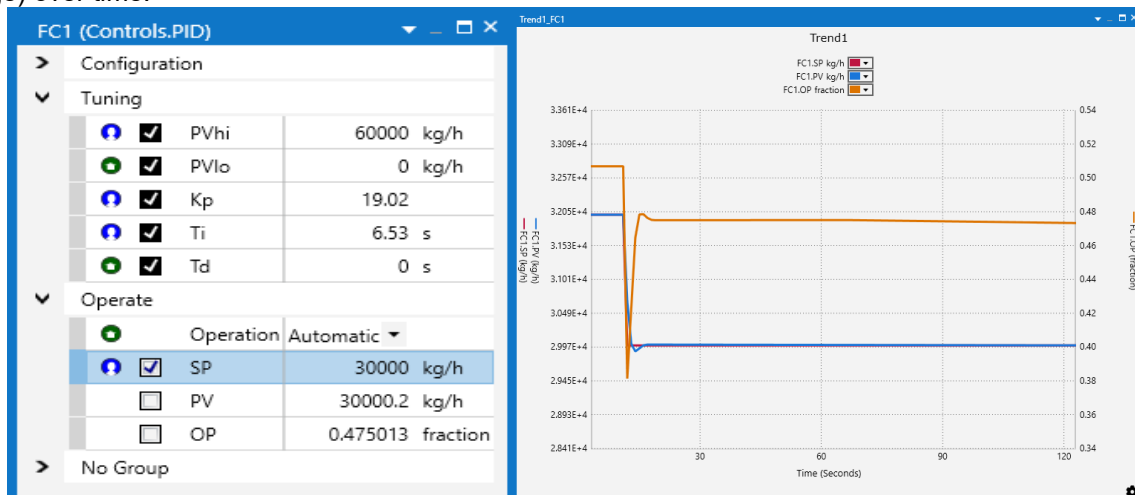 over time.
FC1 (Controls.PID)
Configuration
Tuning
PVhi 60000 kg/h
PVlo 0 kg/h
Kp 19.02
Ti 6.53 s
Td 0 s
Operate
Operation Automatic
SP 30000 kg/h
PV 30000.2 kg/h
OP 0.475013 fraction
No Group
Trend1_FC1
Trend1
FC1.SP kg/h
FC1.PV kg/h
FC1.OP fraction
3.361E+4
3.309E+4
3.257E+4
3.205E+4
3.153E+4
3.101E+4
3.049E+4
2.997E+4
2.945E+4
2.893E+4
2.841E+4
FC1.SP (kg/h)
FC1.PV (kg/h)
0.54
0.52
0.50
0.48
0.46
0.44
0.42
0.40
0.38
0.36
0.34
FC1.OP (fraction)
30 60 90 120
Time (Seconds)